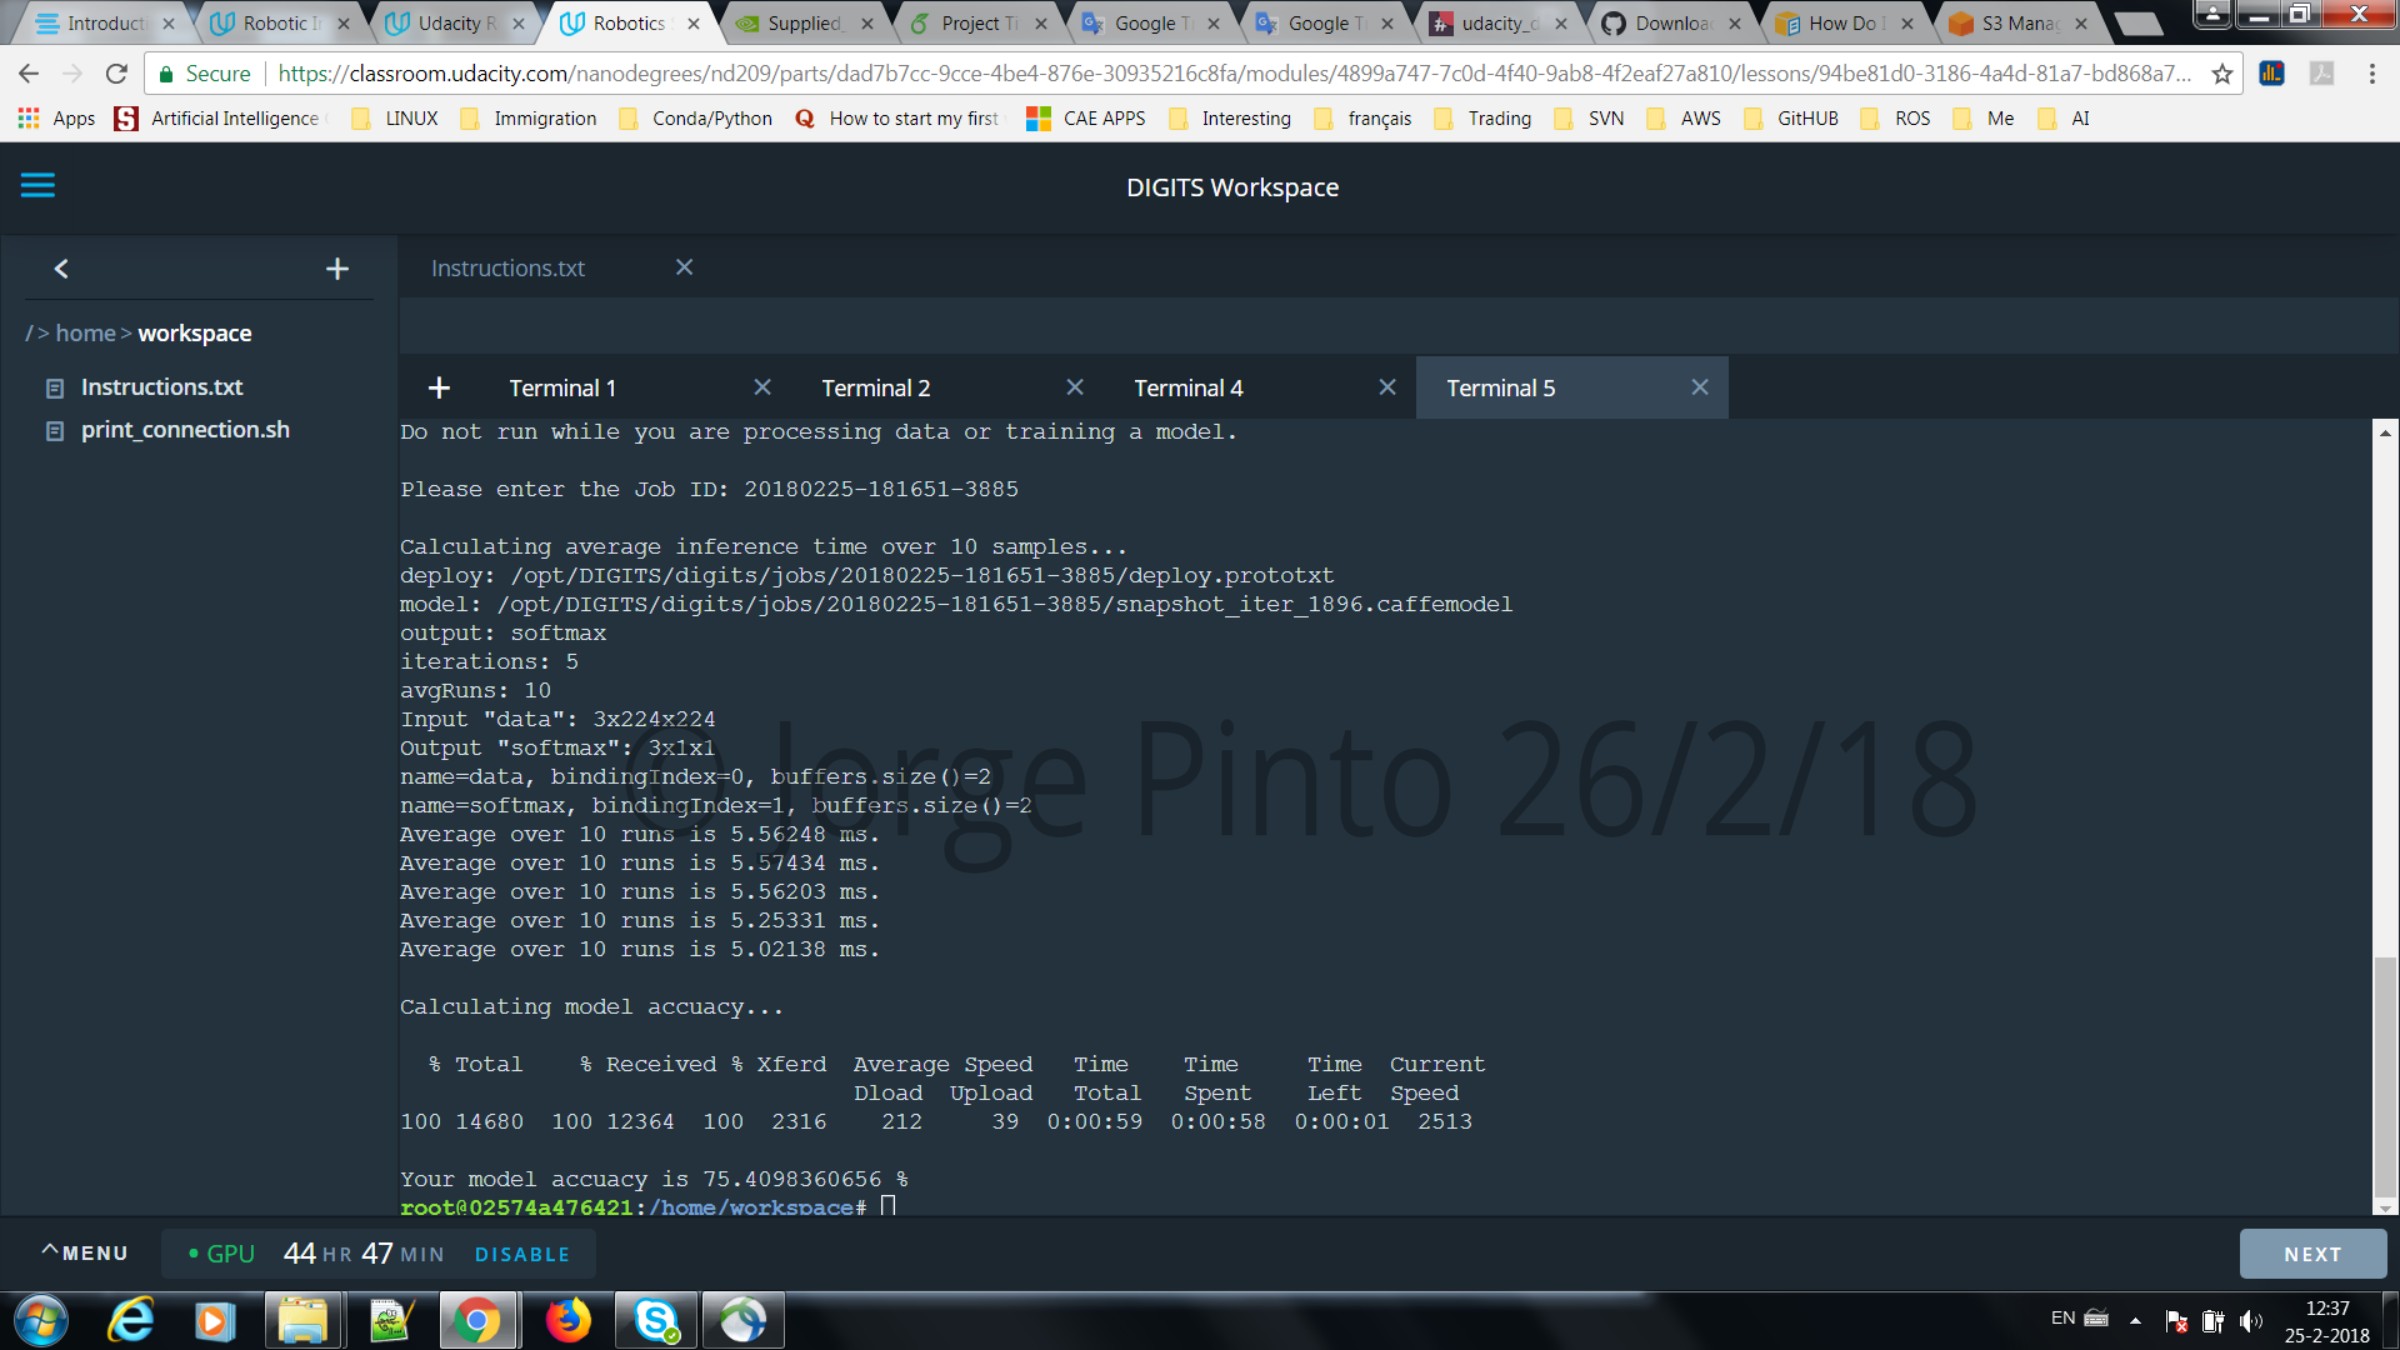 Introducti
Robotic I
Udacity R
Robotics
Supplied_
Project Ti
Google T
Google T
udacity_d
Downloa
How Do I
S3 Mana
Secure https://classroom.udacity.com/nanodegrees/nd209/parts/dad7b7cc-9cce-4be4-876e-30935216c8fa/modules/4899a747-7c0d-4f40-9ab8-4f2eaf27a810/lessons/94be81d0-3186-4a4d-81a7-bd868a7...
Apps Artificial Intelligence LINUX Immigration Conda/Python How to start my first CAE APPS Interesting français Trading SVN AWS GitHUB ROS Me AI
DIGITS Workspace
Instructions.txt
/ > home > workspace
Instructions.txt
print_connection.sh
Terminal 1 Terminal 2 Terminal 4 Terminal 5
Do not run while you are processing data or training a model.
Please enter the Job ID: 20180225-181651-3885
Calculating average inference time over 10 samples...
deploy: /opt/DIGITS/digits/jobs/20180225-181651-3885/deploy.prototxt
model: /opt/DIGITS/digits/jobs/20180225-181651-3885/snapshot_iter_1896.caffemodel
output: softmax
iterations: 5
avgRuns: 10
Input "data": 3x224x224
Output "softmax": 3x1x1
name=data, bindingIndex=0, buffers.size()=2
name=softmax, bindingIndex=1, buffers.size()=2
Average over 10 runs is 5.56248 ms.
Average over 10 runs is 5.57434 ms.
Average over 10 runs is 5.56203 ms.
Average over 10 runs is 5.25331 ms.
Average over 10 runs is 5.02138 ms.
© Jorge Pinto 26/2/18
Calculating model accuacy...
% Total % Received % Xferd Average Speed Time Time Time Current
Dload Upload Total Spent Left Speed
100 14680 100 12364 100 2316 212 39 0:00:59 0:00:58 0:00:01 2513
Your model accuacy is 75.4098360656 %
root@02574a476421:/home/workspace#
MENU GPU 44 HR 47 MIN DISABLE NEXT
EN
12:37
25-2-2018